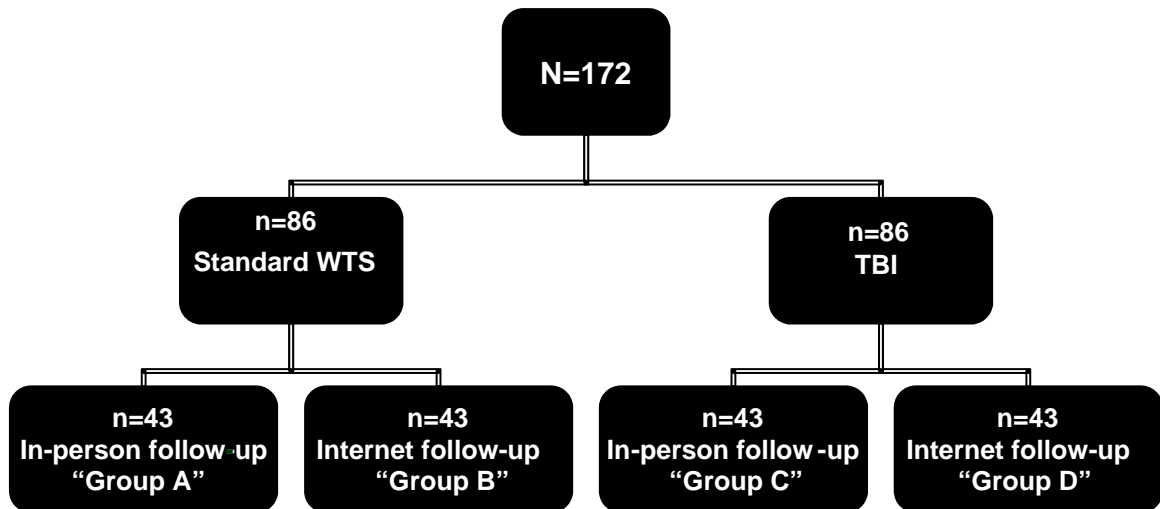 N=172
n=86
Standard WTS
n=86
TBI
n=43
In-person follow-up
“Group A”
n=43
Internet follow-up
“Group B”
n=43
In-person follow-up
“Group C”
n=43
Internet follow-up
“Group D”